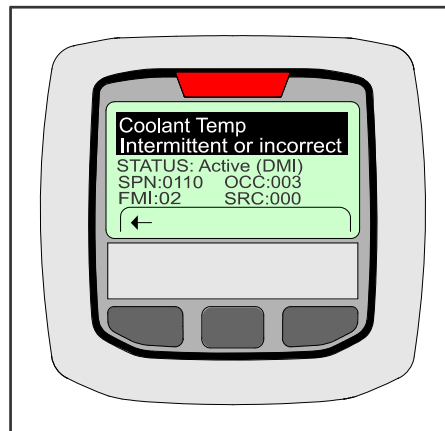 Coolant Temp
Intermittent or incorrect
STATUS: Active (DMI)
SPN:0110 OCC:003
FMI:02 SRC:000